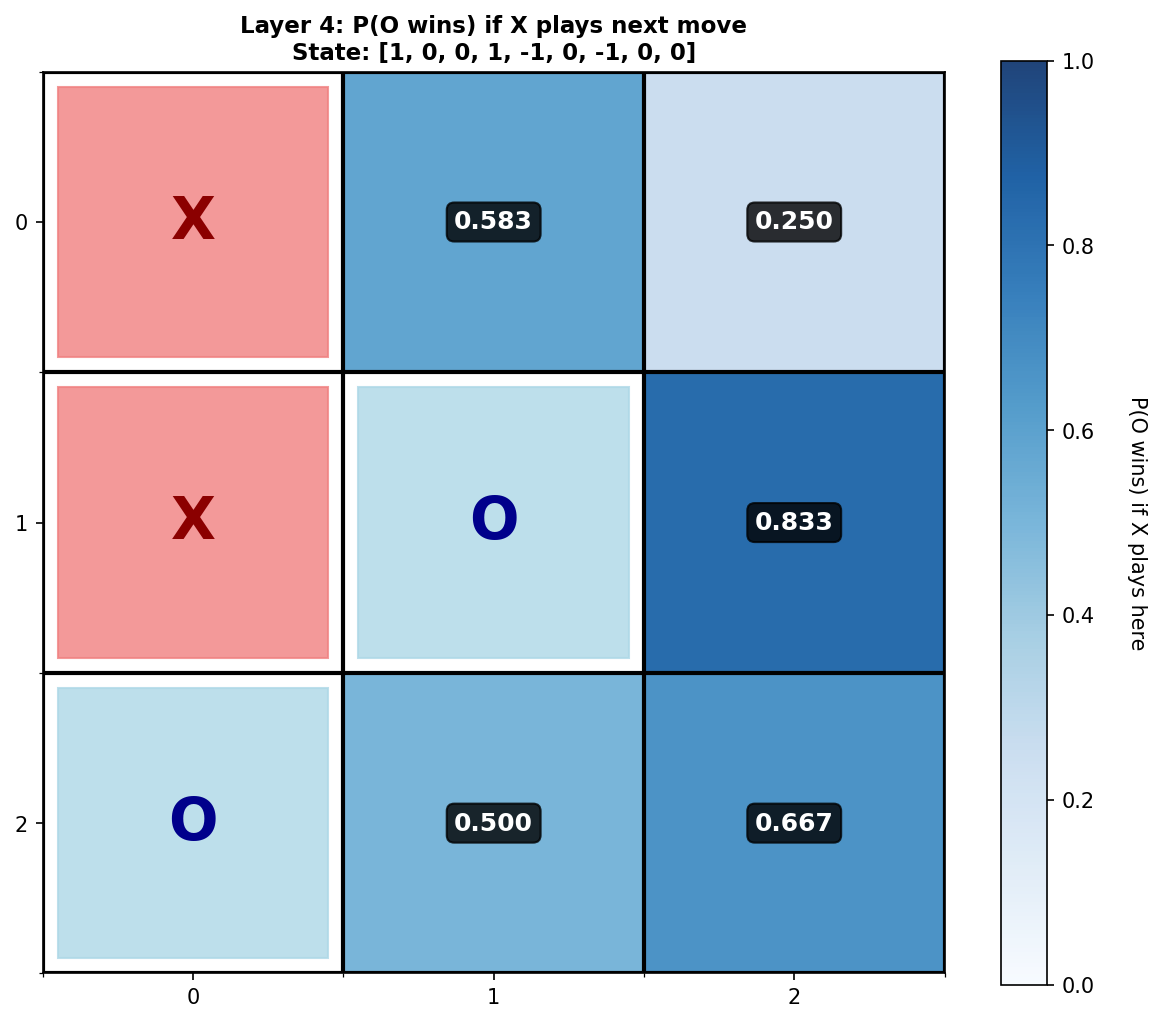 Layer 4: P(O wins) if X plays next move
State: [1, 0, 0, 1, -1, 0, -1, 0, 0]
0
X
0.583
0.250
1
X
O
0.833
2
O
0.500
0.667
0
1
2
1.0
0.8
0.6
0.4
0.2
0.0
P(O wins) if X plays here